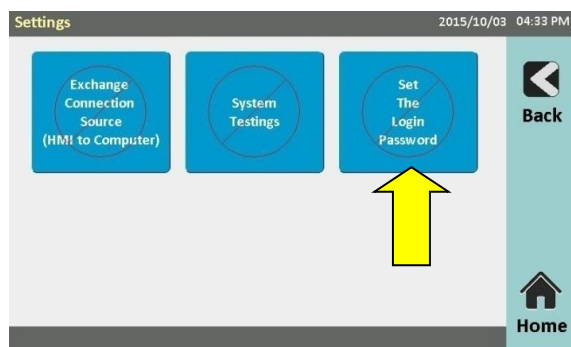 Settings
2015/10/03 04:33 PM
Exchange
Connection
Source
(HMI to Computer)
System
Testings
Set
The
Login
Password
Back
Home